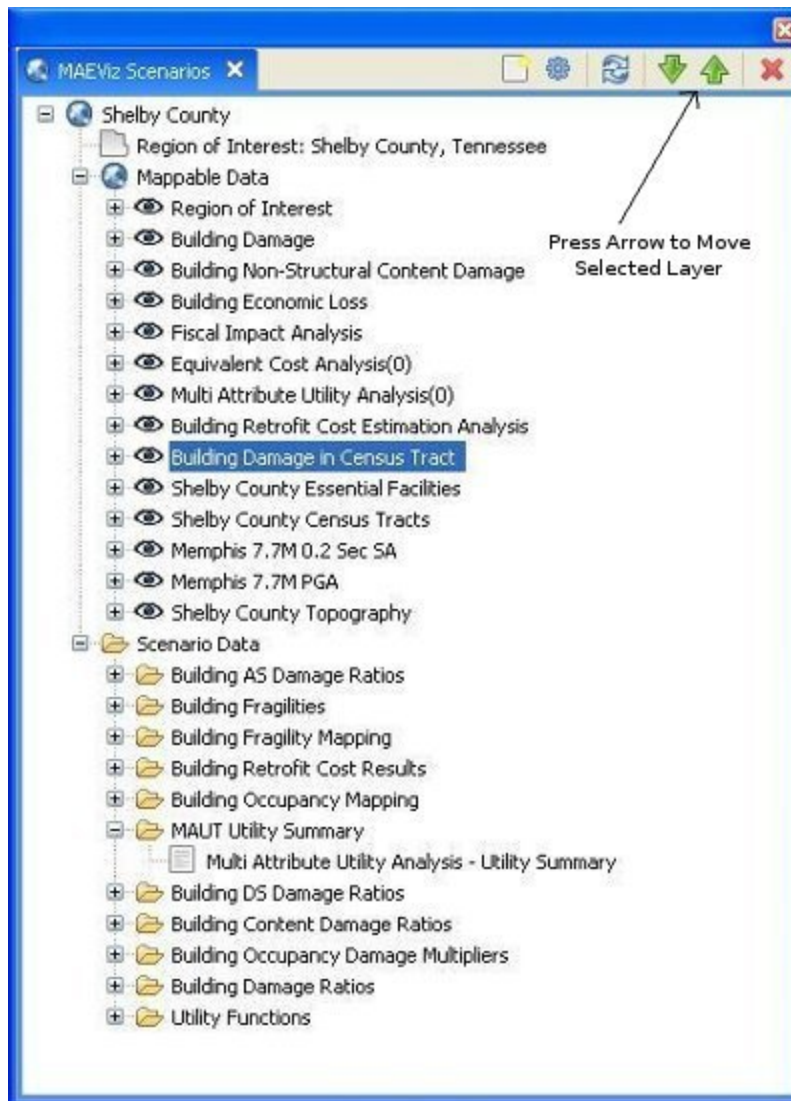 MAEViz Scenarios
Shelby County
Region of Interest: Shelby County, Tennessee
Mappable Data
Region of Interest
Building Damage
Press Arrow to Move
Selected Layer
Building Non-Structural Content Damage
Building Economic Loss
Fiscal Impact Analysis
Equivalent Cost Analysis(0)
Multi Attribute Utility Analysis(0)
Building Retrofit Cost Estimation Analysis
Building Damage in Census Tract
Shelby County Essential Facilities
Shelby County Census Tracts
Memphis 7.7M 0.2 Sec SA
Memphis 7.7M PGA
Shelby County Topography
Scenario Data
Building AS Damage Ratios
Building Fragilities
Building Fragility Mapping
Building Retrofit Cost Results
Building Occupancy Mapping
MAUT Utility Summary
Multi Attribute Utility Analysis - Utility Summary
Building DS Damage Ratios
Building Content Damage Ratios
Building Occupancy Damage Multipliers
Building Damage Ratios
Utility Functions